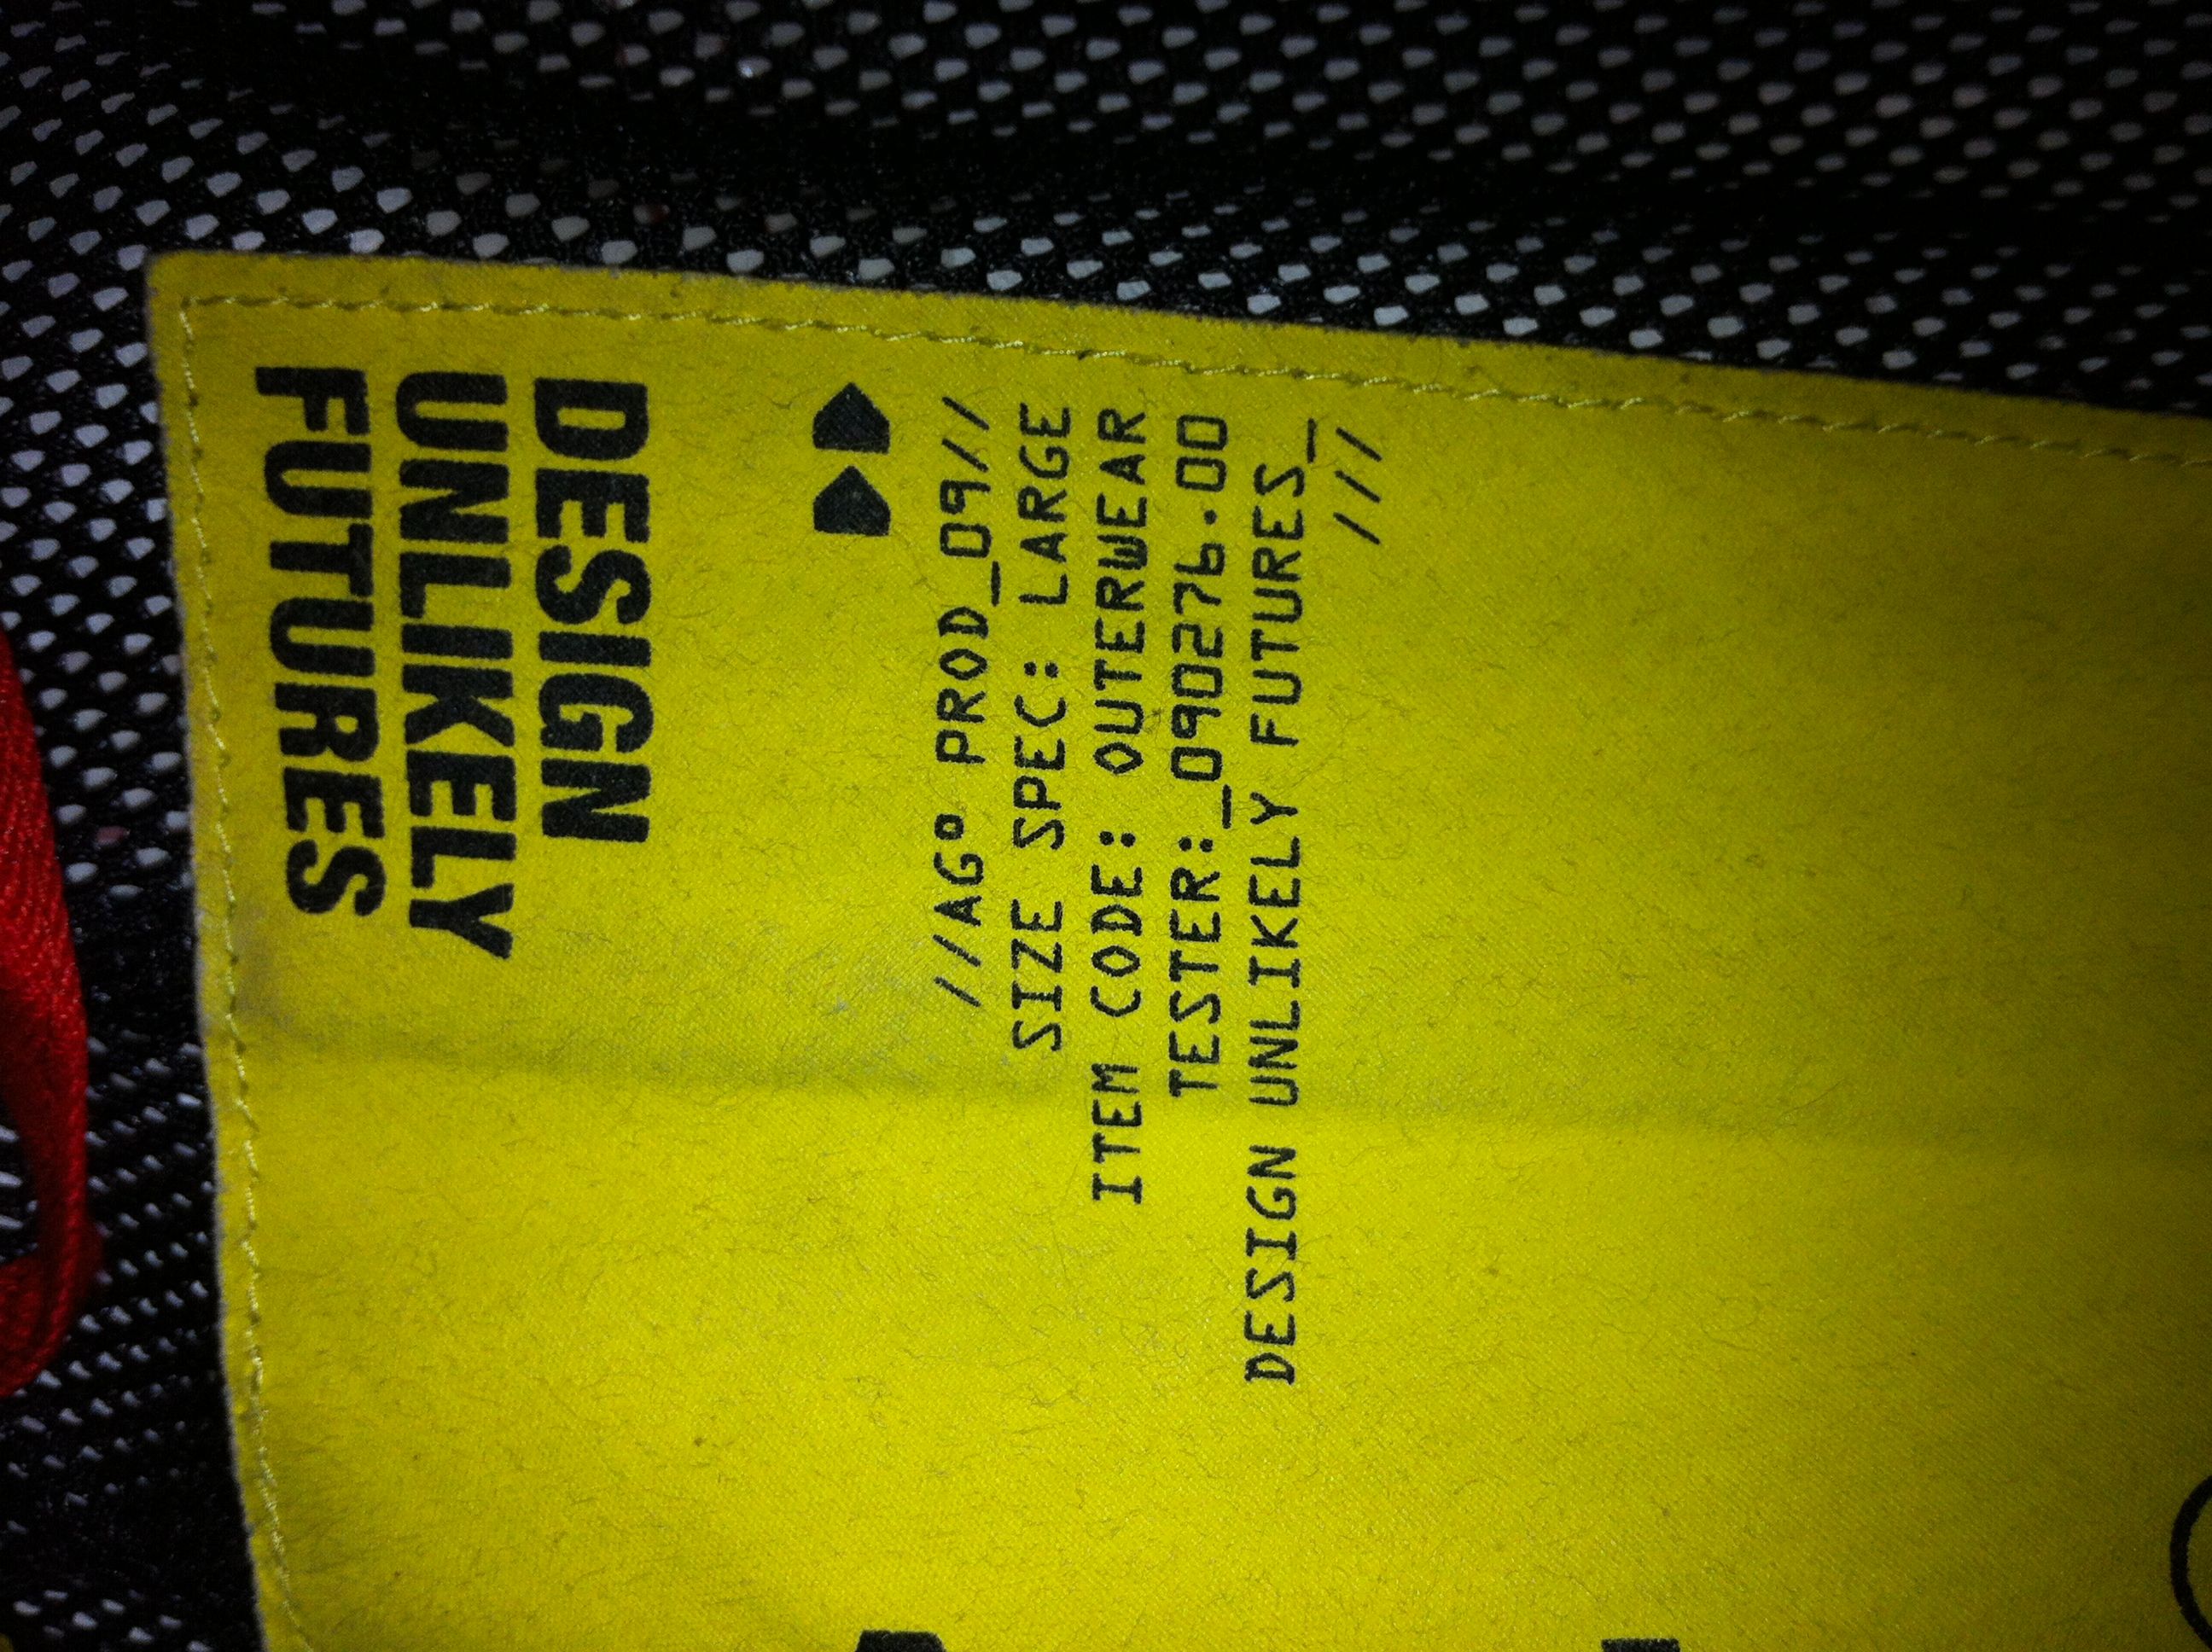 DESIGN
UNLIKELY
FUTURES
//AG° PROD_09//
SIZE SPEC: LARGE
ITEM CODE: OUTERWEAR
TESTER:_090276.00
DESIGN UNLIKELY FUTURES_
///